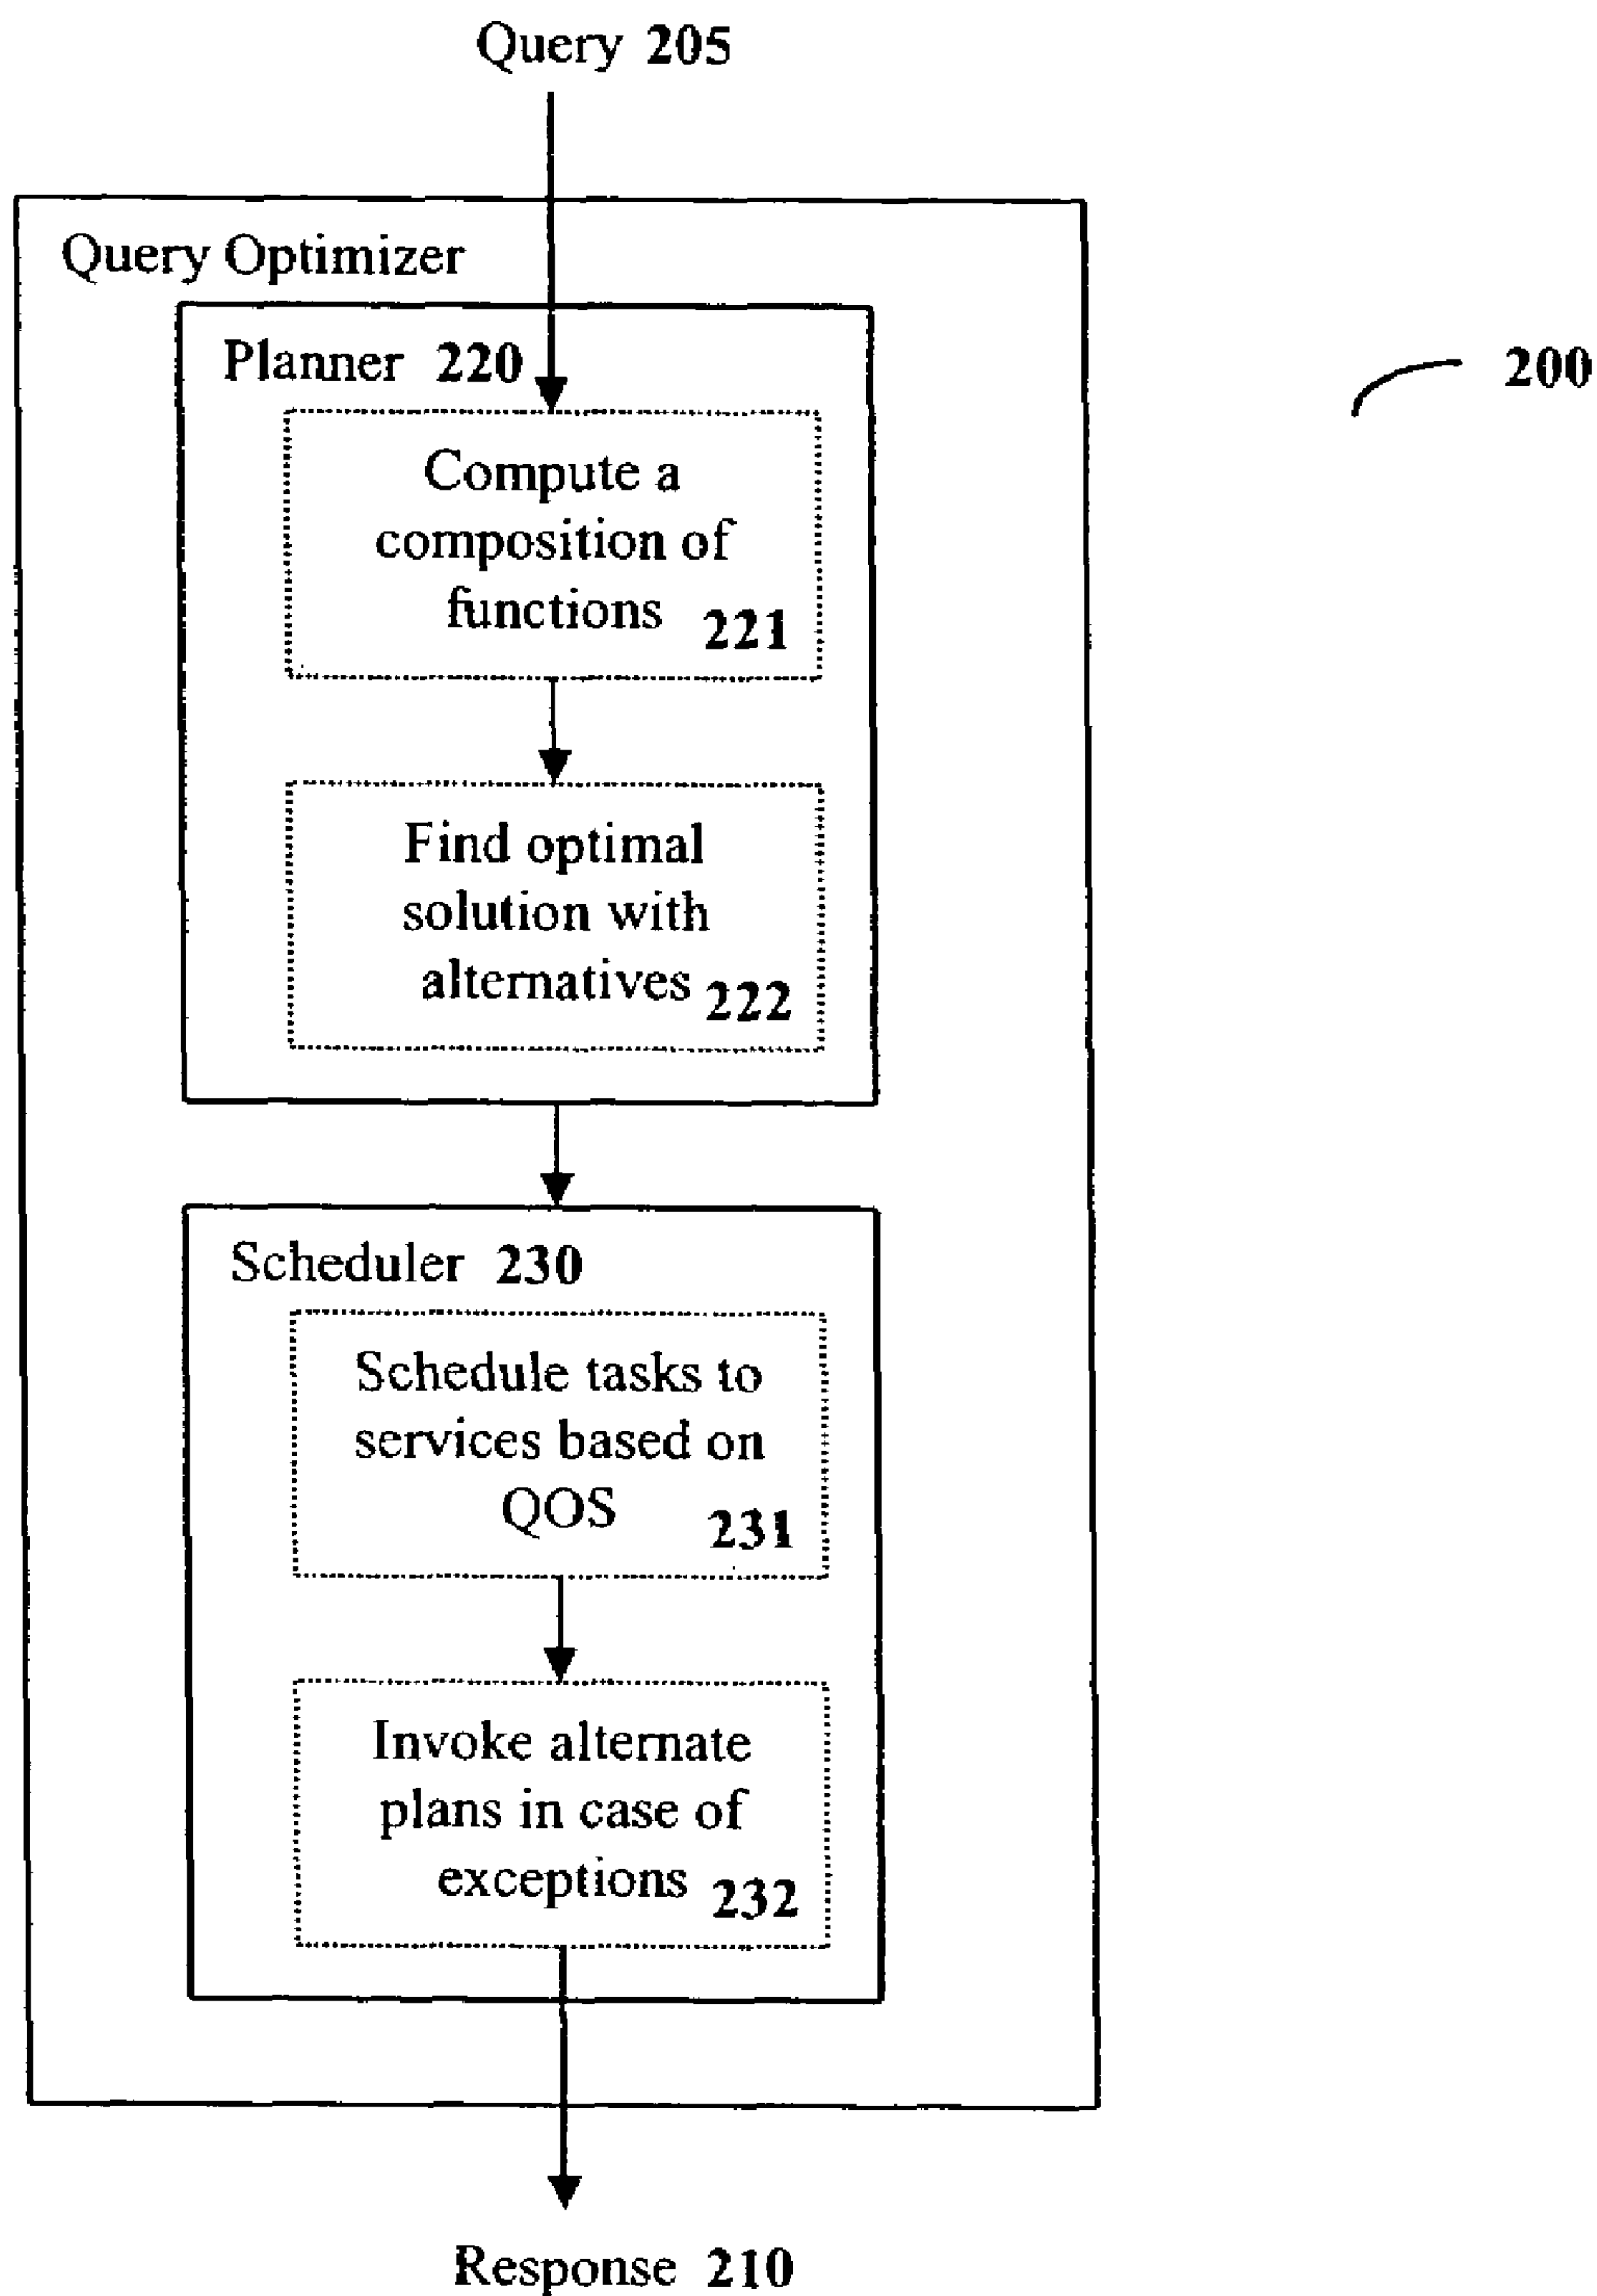 Query 205
Query Optimizer
Planner 220
200
Compute a
composition of
functions 221
Find optimal
solution with
alternatives 222
Scheduler 230
Schedule tasks to
services based on
QOS 231
Invoke alternate
plans in case of
exceptions 232
Response 210